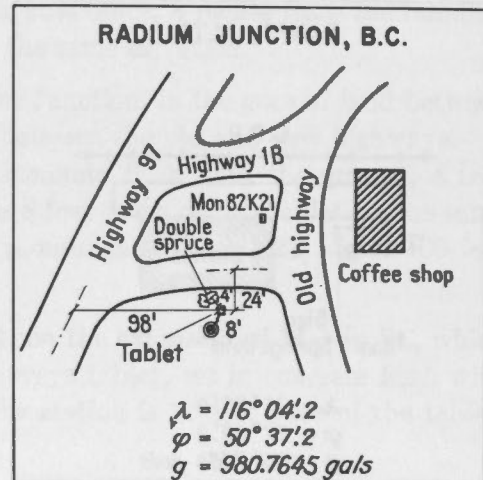 RADIUM JUNCTION, B.C.
Highway 97
Highway 1B
Mon 82K21
Double
spruce
Old highway
Coffee shop
4'
24'
98'
8'
Tablet
λ = 116° 04'.2
φ = 50° 37'.2
g = 980.7645 gals